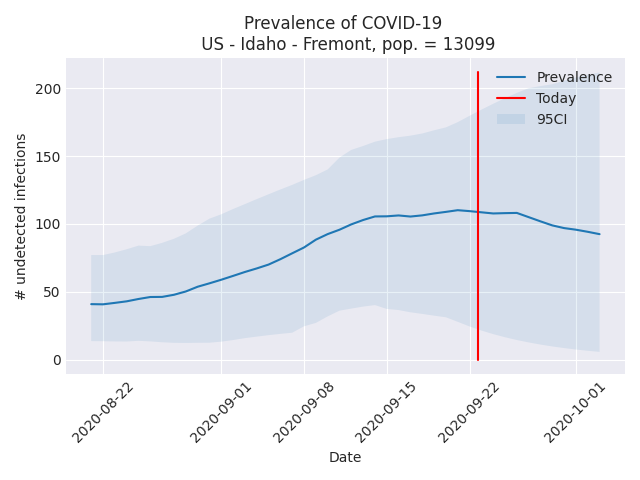 Prevalence of COVID-19
US - Idaho - Fremont, pop. = 13099
Prevalence
Today
95CI
200
150
100
50
0
# undetected infections
2020-08-22
2020-09-01
2020-09-08
2020-09-15
2020-09-22
2020-10-01
Date